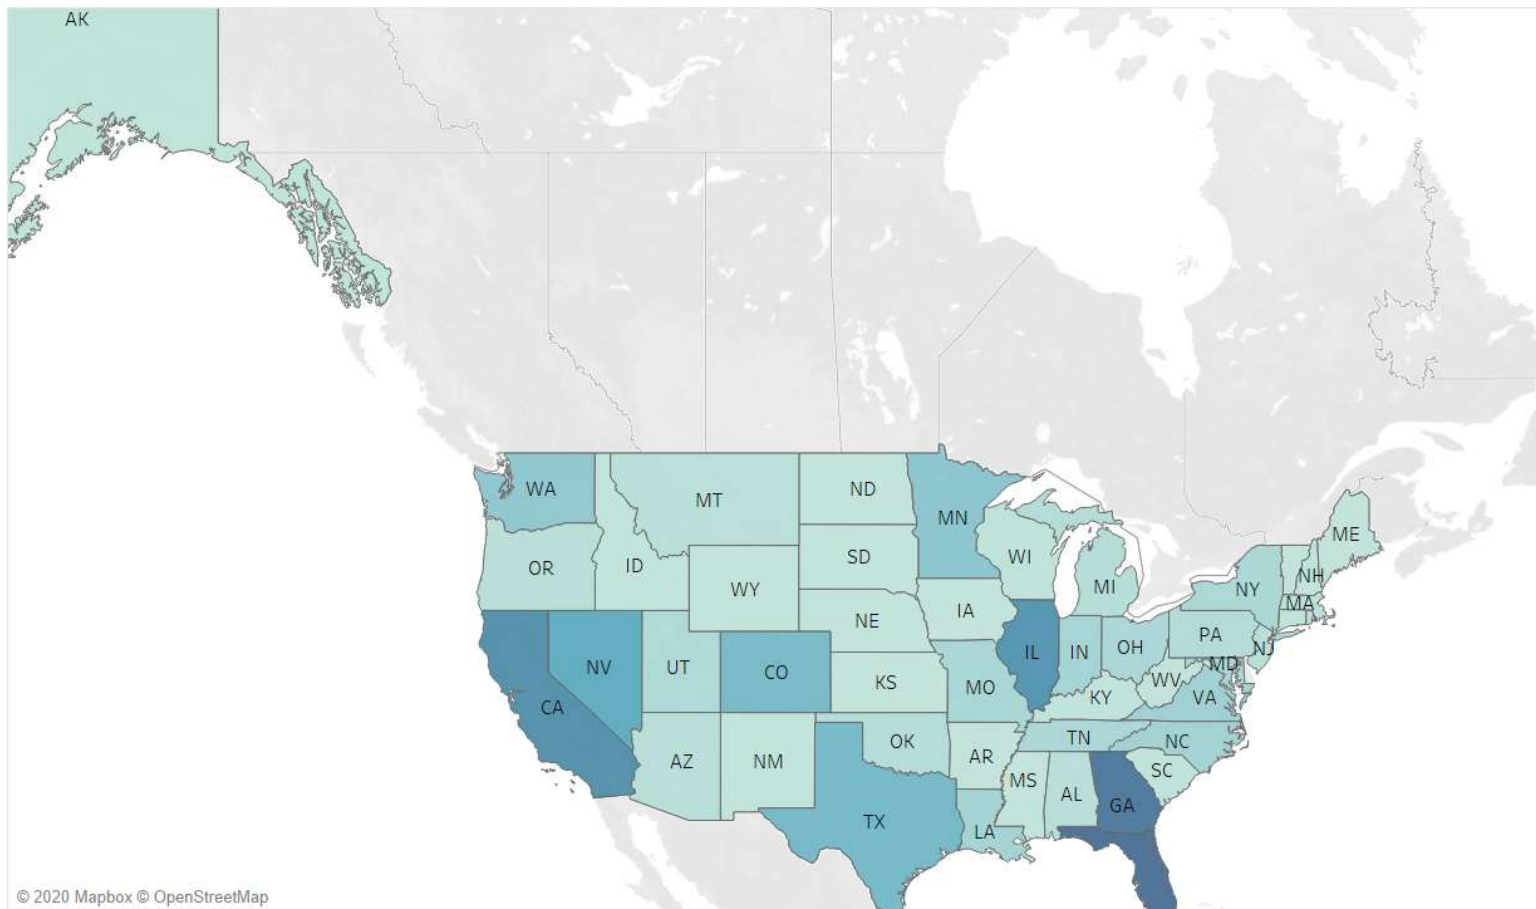 AK
WA
MT
ND
MN
ME
OR
ID
WY
SD
WI
MI
NY
NH
MA
NV
UT
CO
NE
IA
IL
IN
OH
PA
NJ
MD
CA
KS
MO
KY
WV
VA
AZ
NM
OK
AR
TN
NC
SC
TX
LA
MS
AL
GA
© 2020 Mapbox © OpenStreetMap